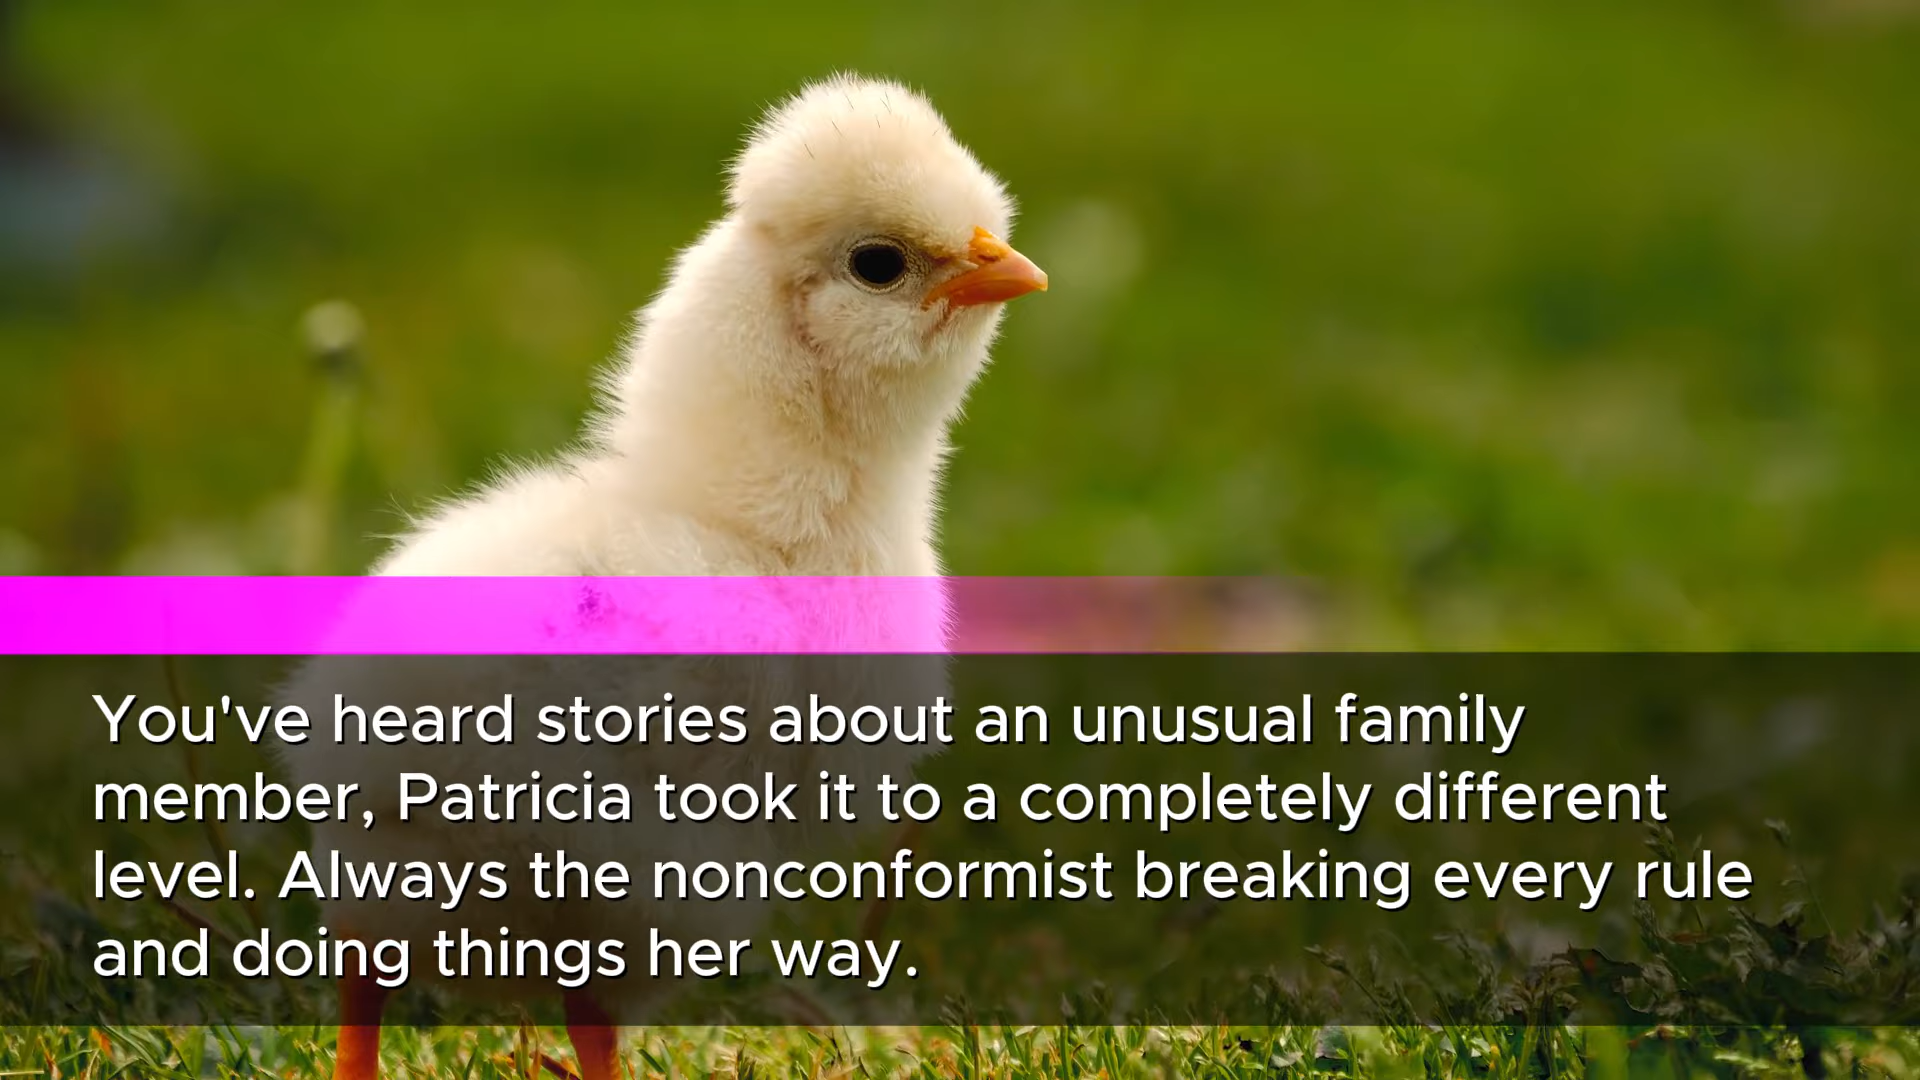 You've heard stories about an unusual family
member, Patricia took it to a completely different
level. Always the nonconformist breaking every rule
and doing things her way.